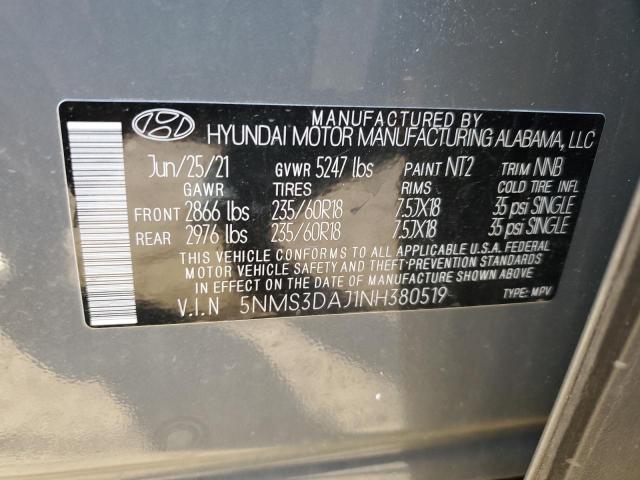 MANUFACTURED BY
HYUNDAI MOTOR MANUFACTURING ALABAMA, LLC
Jun/25/21 GVWR 5247 lbs PAINT NT2 TRIM NNB
GAWR TIRES RIMS COLD TIRE INFL
FRONT 2866 lbs 235/60R18 7.5JX18 35 psi SINGLE
REAR 2976 lbs 235/60R18 7.5JX18 35 psi SINGLE
THIS VEHICLE CONFORMS TO ALL APPLICABLE U.S.A. FEDERAL
MOTOR VEHICLE SAFETY AND THEFT-PREVENTION STANDARDS
IN EFFECT ON THE DATE OF MANUFACTURE SHOWN ABOVE.
V.I.N 5NMS3DAJ1NH380519 TYPE: MPV